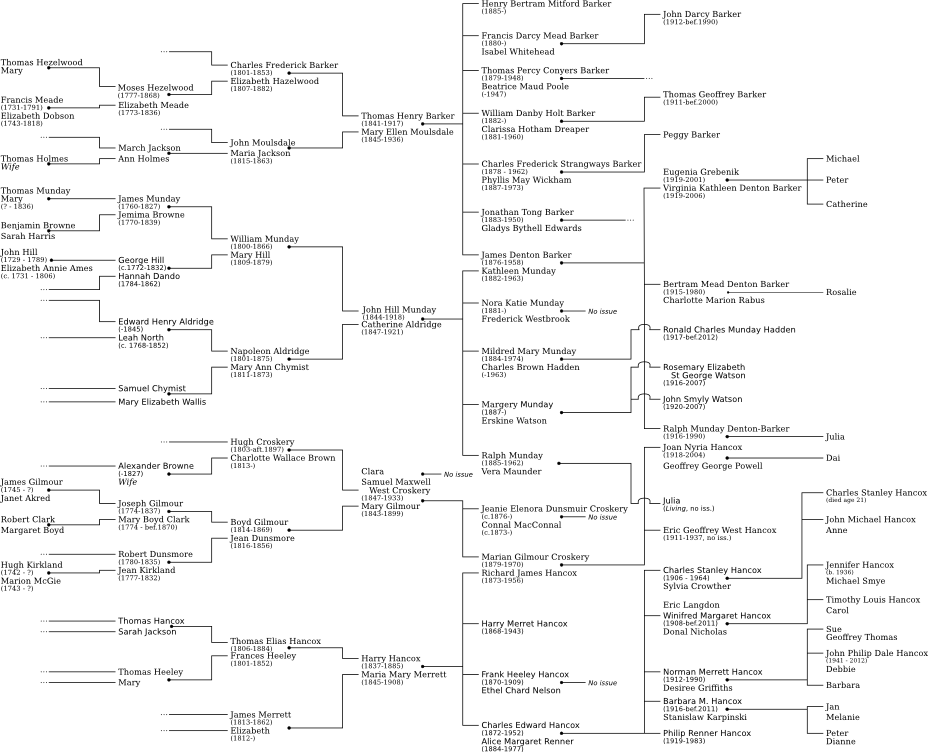 Thomas Hezelwood
Mary
Francis Meade
(1731-1791)
Elizabeth Dobson
(1743-1818)
Thomas Holmes
Wife
Thomas Munday
Mary
(? - 1836)
Benjamin Browne
Sarah Harris
John Hill
(1729 - 1789)
Elizabeth Annie Ames
(c. 1731 - 1806)
James Gilmour
(1745 - ?)
Janet Akred
Robert Clark
Margaret Boyd
Hugh Kirkland
(1742 - ?)
Marion McGie
(1743 - ?)
Moses Hezelwood
(1777-1868)
Elizabeth Meade
(1773-1836)
March Jackson
Ann Holmes
James Munday
(1760-1827)
Jemima Browne
(1770-1839)
George Hill
(c.1772-1832)
Hannah Dando
(1784-1862)
Edward Henry Aldridge
(-1845)
Leah North
(c. 1768-1852)
Samuel Chymist
Mary Elizabeth Wallis
Alexander Browne
(-1827)
Wife
Joseph Gilmour
(1774-1837)
Mary Boyd Clark
(1774 - bef.1870)
Robert Dunsmore
(1780-1835)
Jean Kirkland
(1777-1832)
Thomas Hancox
Sarah Jackson
Thomas Heeley
Mary
Charles Frederick Barker
(1801-1853)
Elizabeth Hazelwood
(1807-1882)
John Moulsdale
Maria Jackson
(1815-1863)
William Munday
(1800-1866)
Mary Hill
(1809-1879)
Napoleon Aldridge
(1801-1875)
Mary Ann Chymist
(1811-1873)
Hugh Croskery
(1803-aft.1897)
Charlotte Wallace Brown
(1813-)
Boyd Gilmour
(1814-1869)
Jean Dunsmore
(1816-1856)
Thomas Elias Hancox
(1806-1884)
Frances Heeley
(1801-1852)
James Merrett
(1813-1862)
Elizabeth
(1812-)
Thomas Henry Barker
(1841-1917)
Mary Ellen Moulsdale
(1845-1936)
John Hill Munday
(1844-1918)
Catherine Aldridge
(1847-1921)
Clara
No issue
Samuel Maxwell
West Croskery
(1847-1933)
Mary Gilmour
(1843-1899)
Harry Hancox
(1837-1885)
Maria Mary Merrett
(1845-1908)
Henry Bertram Mitford Barker
(1885-)
Francis Darcy Mead Barker
(1880-)
Isabel Whitehead
Thomas Percy Conyers Barker
(1879-1948)
...
Beatrice Maud Poole
(-1947)
William Danby Holt Barker
(1882-)
Clarissa Hotham Dreaper
(1881-1960)
Charles Frederick Strangways Barker
(1878 - 1962)
Phyllis May Wickham
(1887-1973)
Jonathan Tong Barker
(1883-1950)
...
Gladys Bythell Edwards
James Denton Barker
(1876-1958)
Kathleen Munday
(1882-1963)
Nora Katie Munday
(1881-)
No issue
Frederick Westbrook
Mildred Mary Munday
(1884-1974)
Charles Brown Hadden
(-1963)
Margery Munday
(1887-)
Erskine Watson
Ralph Munday
(1885-1962)
Vera Maunder
Jeanie Elenora Dunsmuir Croskery
(c.1876-)
No issue
Connal MacConnal
(c.1873-)
Marian Gilmour Croskery
(1879-1970)
Richard James Hancox
(1873-1956)
Harry Merret Hancox
(1868-1943)
Frank Heeley Hancox
(1870-1909)
No issue
Ethel Chard Nelson
Charles Edward Hancox
(1872-1952)
Alice Margaret Renner
(1884-1977)
John Darcy Barker
(1912-bef.1990)
Thomas Geoffrey Barker
(1911-bef.2000)
Peggy Barker
Eugenia Grebenik
(1919-2001)
Virginia Kathleen Denton Barker
(1919-2006)
Bertram Mead Denton Barker
(1915-1980)
Charlotte Marion Rabus
Ronald Charles Munday Hadden
(1917-bef.2012)
Rosemary Elizabeth
St George Watson
(1916-2007)
John Smyly Watson
(1920-2007)
Ralph Munday Denton-Barker
(1916-1990)
Joan Nyria Hancox
(1918-2004)
Geoffrey George Powell
Julia
(Living, no iss.)
Eric Geoffrey West Hancox
(1911-1937, no iss.)
Charles Stanley Hancox
(1906 - 1964)
Sylvia Crowther
Eric Langdon
Winifred Margaret Hancox
(1908-bef.2011)
Donal Nicholas
Norman Merrett Hancox
(1912-1990)
Desiree Griffiths
Barbara M. Hancox
(1916-bef.2011)
Stanislaw Karpinski
Philip Renner Hancox
(1919-1983)
Michael
Peter
Catherine
Rosalie
Julia
Dai
Charles Stanley Hancox
(died age 21)
John Michael Hancox
Anne
Jennifer Hancox
(b. 1936)
Michael Smye
Timothy Louis Hancox
Carol
Sue
Geoffrey Thomas
John Philip Dale Hancox
(1941 - 2012)
Debbie
Barbara
Jan
Melanie
Peter
Dianne